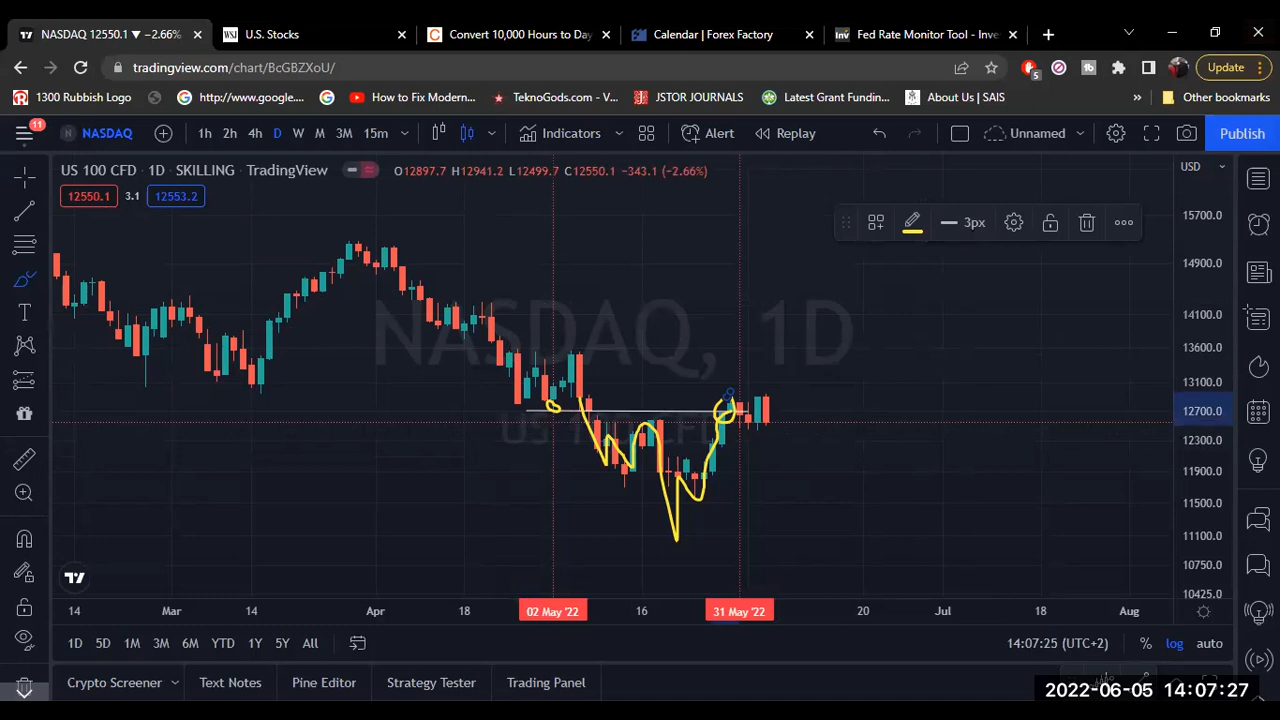 NASDAQ 12550.1 ▼ −2.66%
U.S. Stocks
Convert 10,000 Hours to Day
Calendar | Forex Factory
Fed Rate Monitor Tool - Inve
tradingview.com/chart/BcGBZXoU/
5
Update
1300 Rubbish Logo
http://www.google....
How to Fix Modern...
TeknoGods.com - V...
JSTOR JOURNALS
Latest Grant Fundin...
About Us | SAIS
»
Other bookmarks
11
NASDAQ
1h 2h 4h D W M 3M 15m
Indicators
Alert
Replay
Unnamed
Publish
US 100 CFD · 1D · SKILLING · TradingView
O12897.7 H12941.2 L12499.7 C12550.1 −343.1 (−2.66%)
USD
12550.1 3.1 12553.2
3px
NASDAQ, 1D
US 100 CFD
15700.0
14900.0
14100.0
13600.0
13100.0
12700.0
12300.0
11900.0
11500.0
11100.0
10750.0
10425.0
14 Mar 14 Apr 18 02 May '22 16 31 May '22 20 Jul 18 Aug
1D 5D 1M 3M 6M YTD 1Y 5Y All
14:07:25 (UTC+2) % log auto
Crypto Screener
Text Notes
Pine Editor
Strategy Tester
Trading Panel
2022-06-05 14:07:27